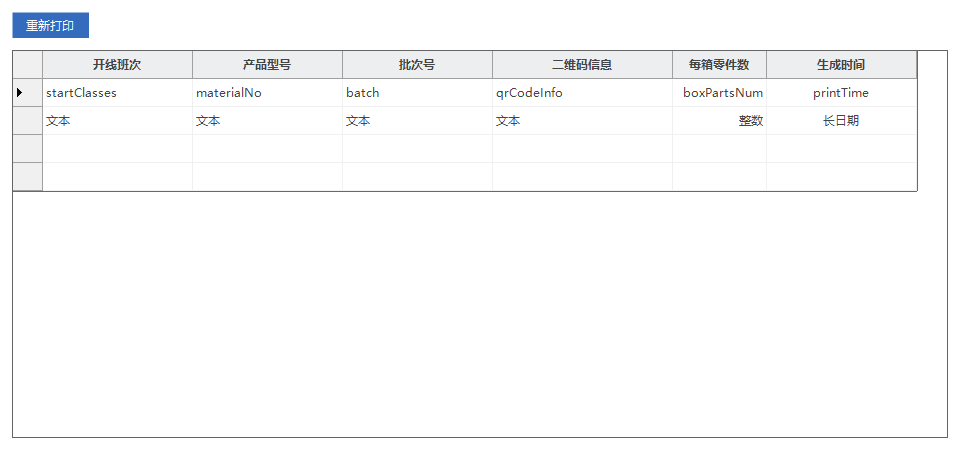 重新打印
开线班次 产品型号 批次号 二维码信息 每箱零件数 生成时间
startClasses materialNo batch qrCodeInfo boxPartsNum printTime
文本 文本 文本 文本 整数 长日期